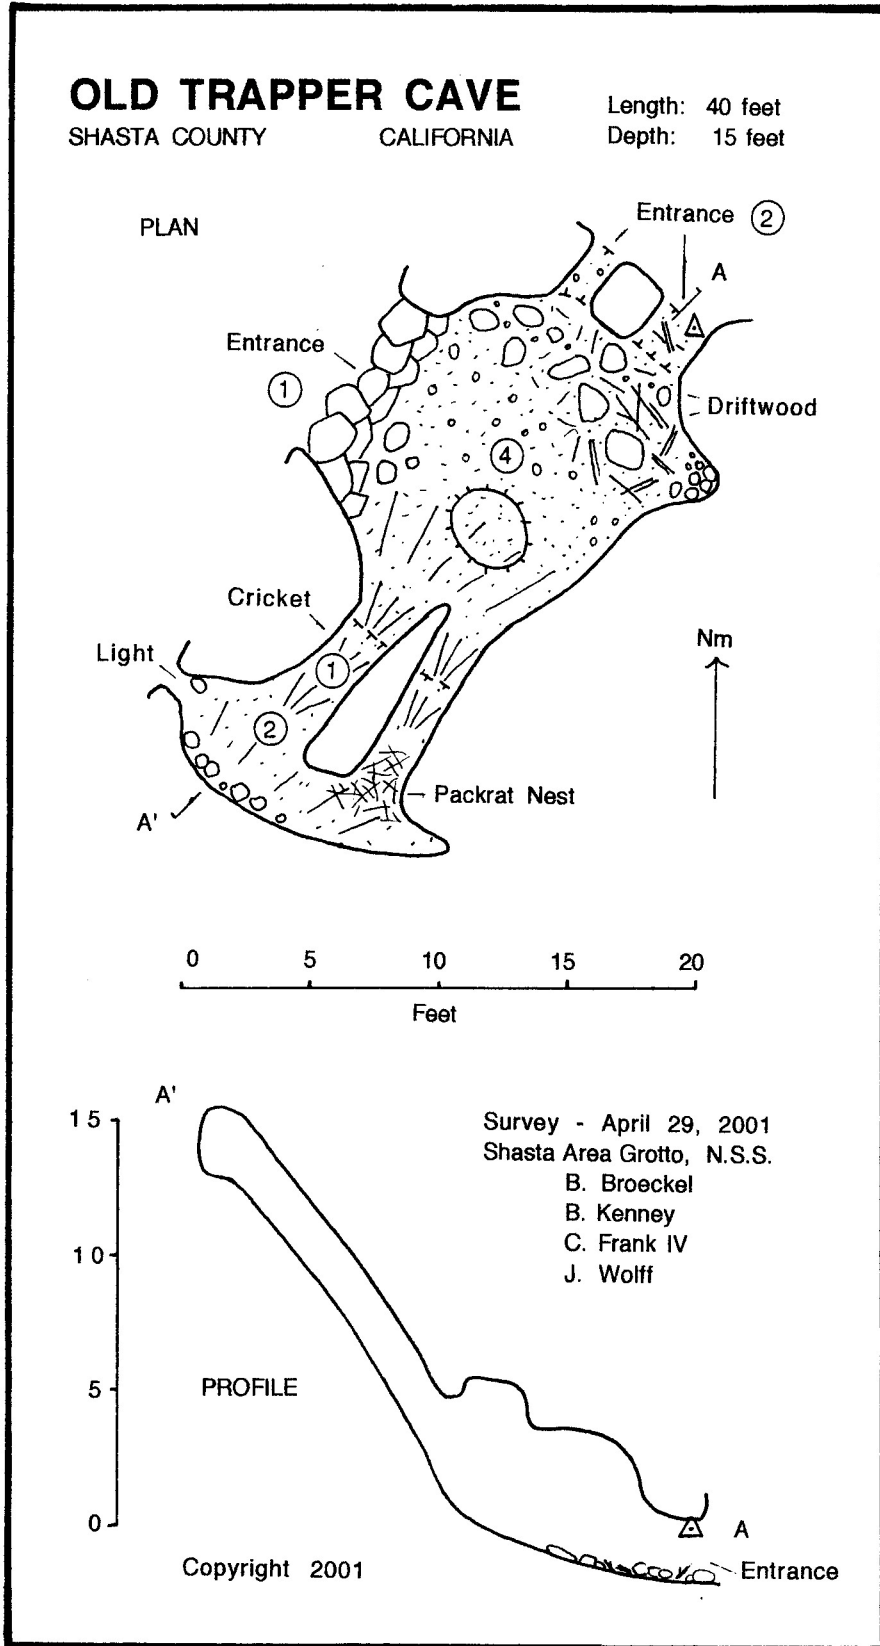 OLD TRAPPER CAVE
SHASTA COUNTY CALIFORNIA
Length: 40 feet
Depth: 15 feet
PLAN
Entrance 2
A
Entrance
1
Driftwood
4
Cricket
Light
1
2
Nm
Packrat Nest
A'
0 5 10 15 20
Feet
A'
15
10
5
0
Survey - April 29, 2001
Shasta Area Grotto, N.S.S.
B. Broeckel
B. Kenney
C. Frank IV
J. Wolff
PROFILE
A
Entrance
Copyright 2001